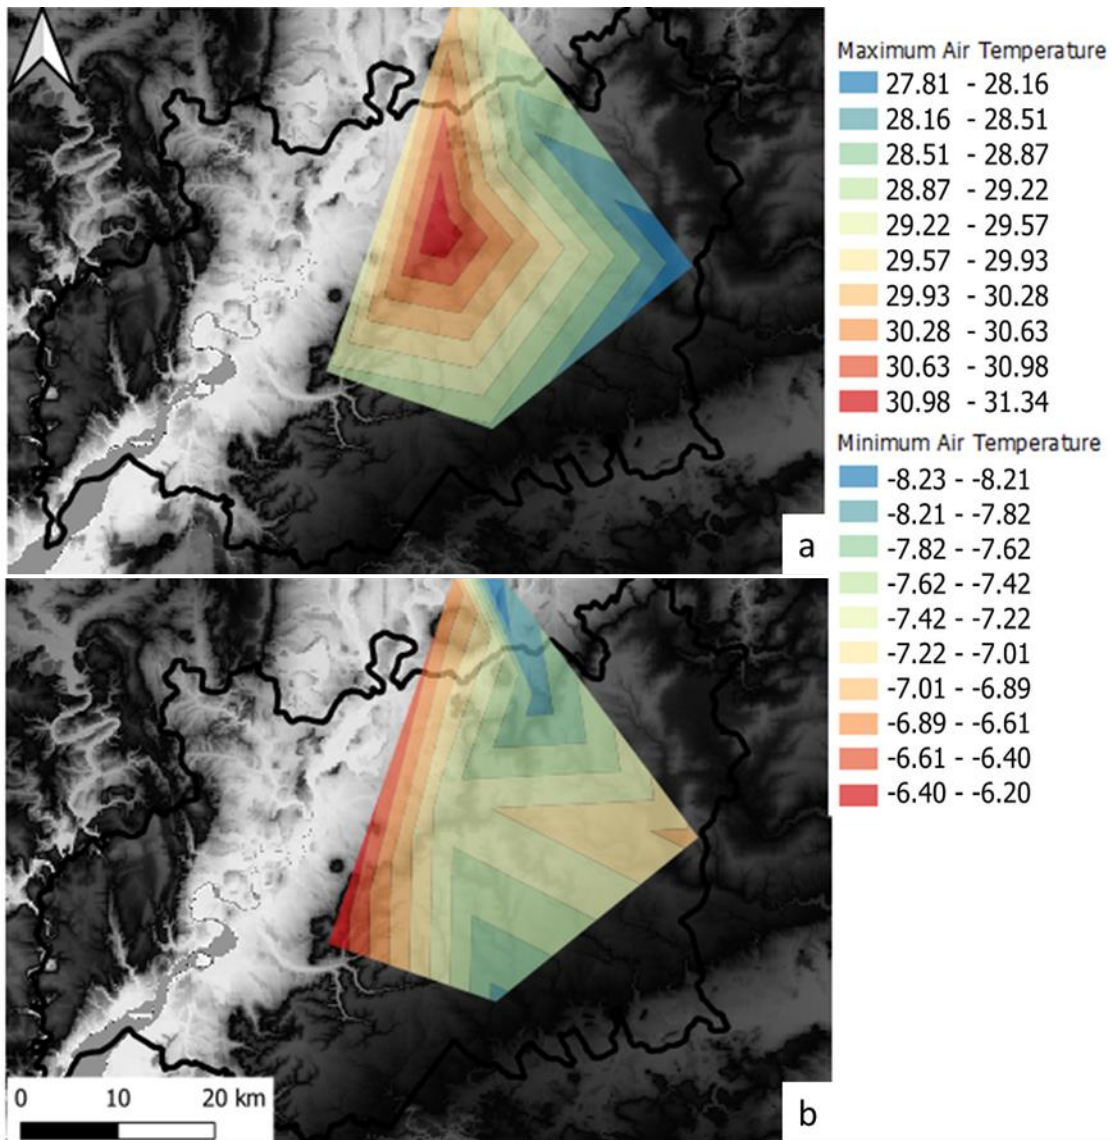 Maximum Air Temperature
27.81 - 28.16
28.16 - 28.51
28.51 - 28.87
28.87 - 29.22
29.22 - 29.57
29.57 - 29.93
29.93 - 30.28
30.28 - 30.63
30.63 - 30.98
30.98 - 31.34
Minimum Air Temperature
-8.23 - -8.21
-8.21 - -7.82
-7.82 - -7.62
-7.62 - -7.42
-7.42 - -7.22
-7.22 - -7.01
-7.01 - -6.89
-6.89 - -6.61
-6.61 - -6.40
-6.40 - -6.20
a
0 10 20 km
b